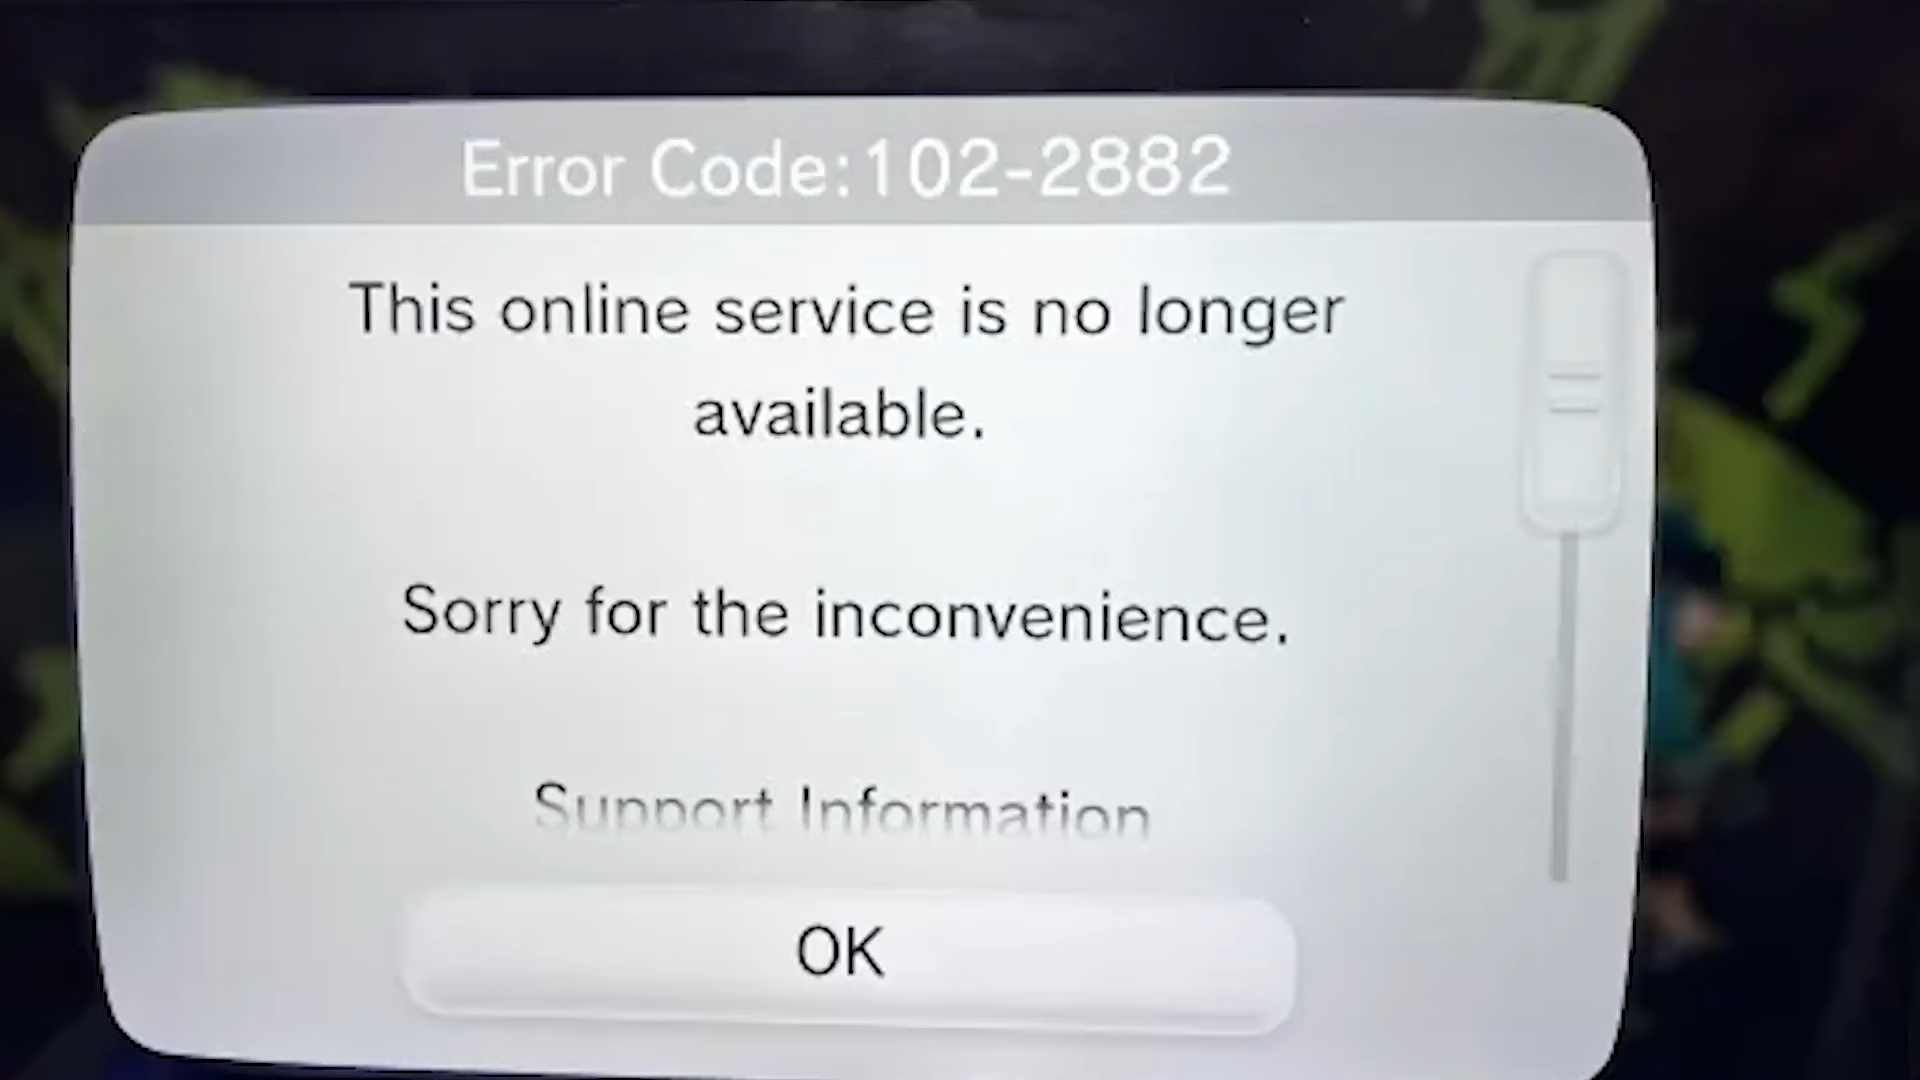 Error Code:102-2882
This online service is no longer
available.
Sorry for the inconvenience.
Support Information
OK